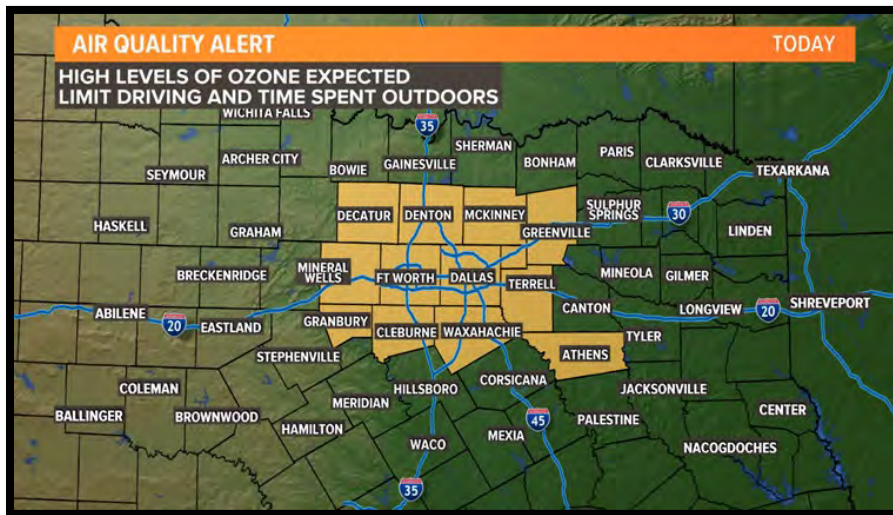 AIR QUALITY ALERT
TODAY
HIGH LEVELS OF OZONE EXPECTED
LIMIT DRIVING AND TIME SPENT OUTDOORS
WICHITA FALLS
35
SHERMAN
ARCHER CITY
BOWIE
GAINESVILLE
BONHAM
PARIS
CLARKSVILLE
SEYMOUR
TEXARKANA
DECATUR
DENTON
MCKINNEY
SULPHUR
SPRINGS
30
HASKELL
GRAHAM
GREENVILLE
LINDEN
BRECKENRIDGE
MINERAL
WELLS
FT WORTH
DALLAS
TERRELL
MINEOLA
GILMER
ABILENE
20
EASTLAND
GRANBURY
CLEBURNE
WAXAHACHIE
CANTON
LONGVIEW
20
SHREVEPORT
STEPHENVILLE
ATHENS
TYLER
COLEMAN
HILLSBORO
CORSICANA
JACKSONVILLE
BALLINGER
BROWNWOOD
MERIDIAN
HAMILTON
PALESTINE
CENTER
WACO
MEXIA
45
NACOGDOCHES
35